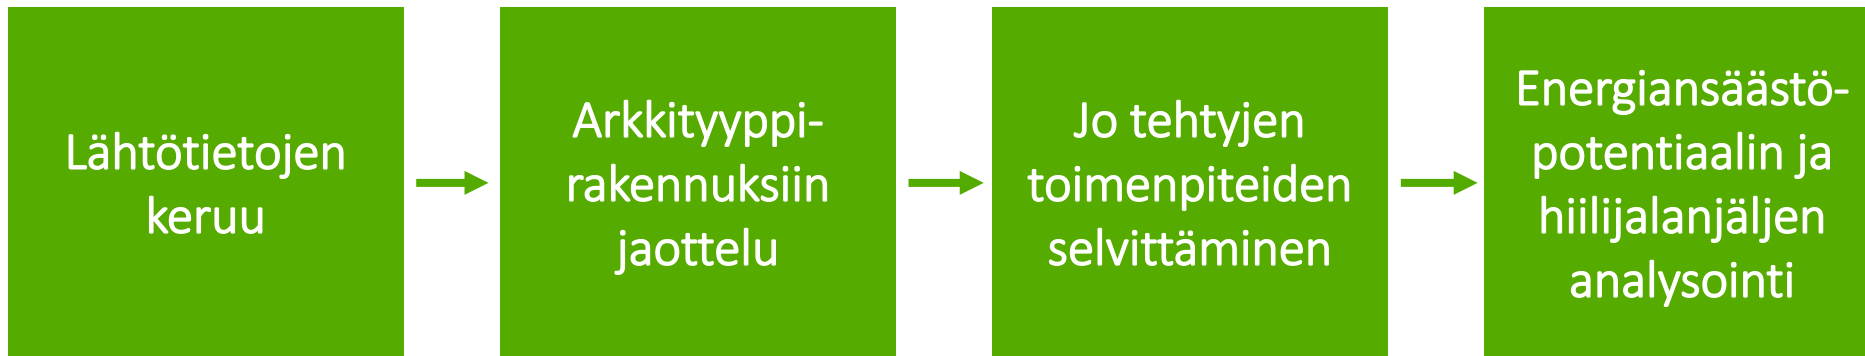 Lähtötietojen
keruu
Arkkityyppi-
rakennuksiin
jaottelu
Jo tehtyjen
toimenpiteiden
selvittäminen
Energiansäästö-
potentiaalin ja
hiilijalanjäljen
analysointi